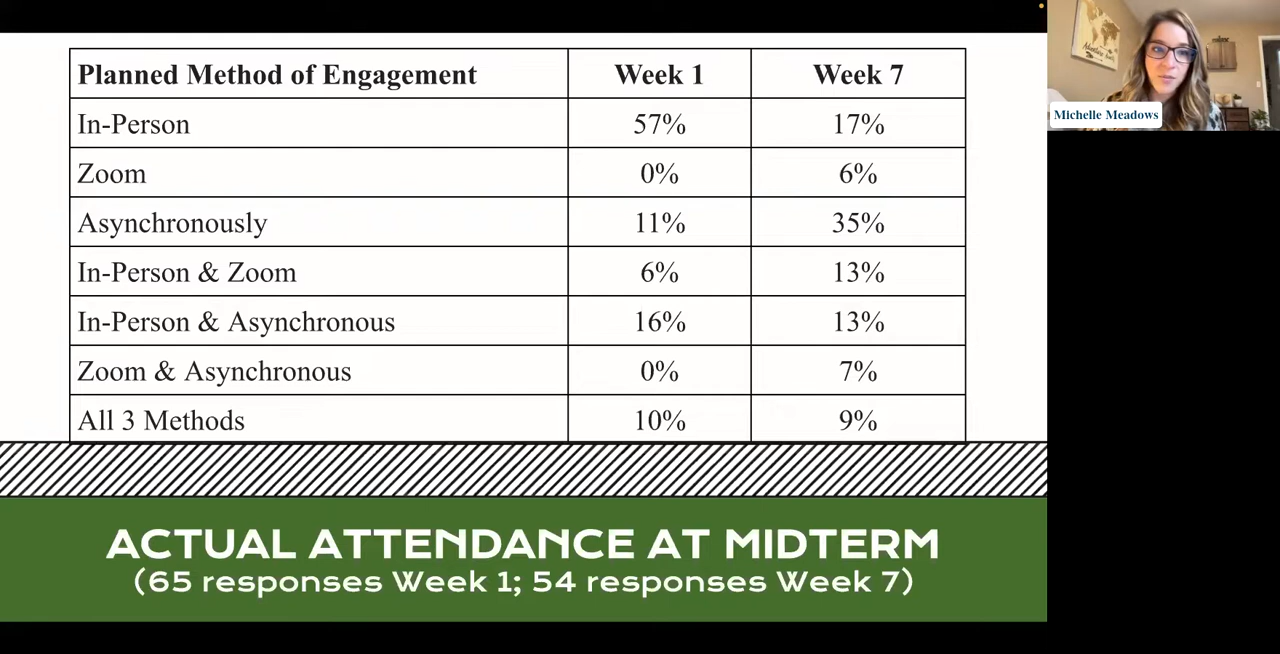 Planned Method of Engagement Week 1 Week 7
In-Person 57% 17%
Zoom 0% 6%
Asynchronously 11% 35%
In-Person & Zoom 6% 13%
In-Person & Asynchronous 16% 13%
Zoom & Asynchronous 0% 7%
All 3 Methods 10% 9%
ACTUAL ATTENDANCE AT MIDTERM
(65 responses Week 1; 54 responses Week 7)
Michelle Meadows